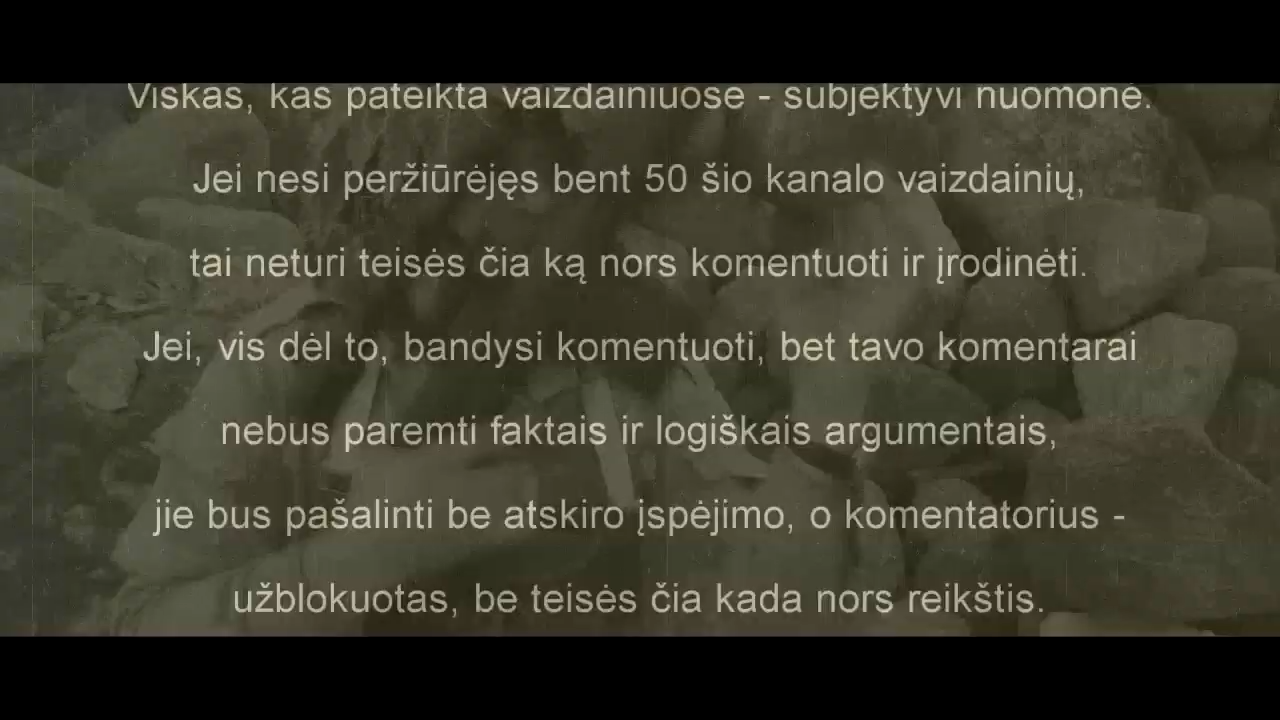 Viskas, kas pateikta vaizdainiuose - subjektyvi nuomonė.
Jei nesi peržiūrėjęs bent 50 šio kanalo vaizdainių,
tai neturi teisės čia ką nors komentuoti ir įrodinėti.
Jei, vis dėl to, bandysi komentuoti, bet tavo komentarai
nebus paremti faktais ir logiškais argumentais,
jie bus pašalinti be atskiro įspėjimo, o komentatorius -
užblokuotas, be teisės čia kada nors reikštis.